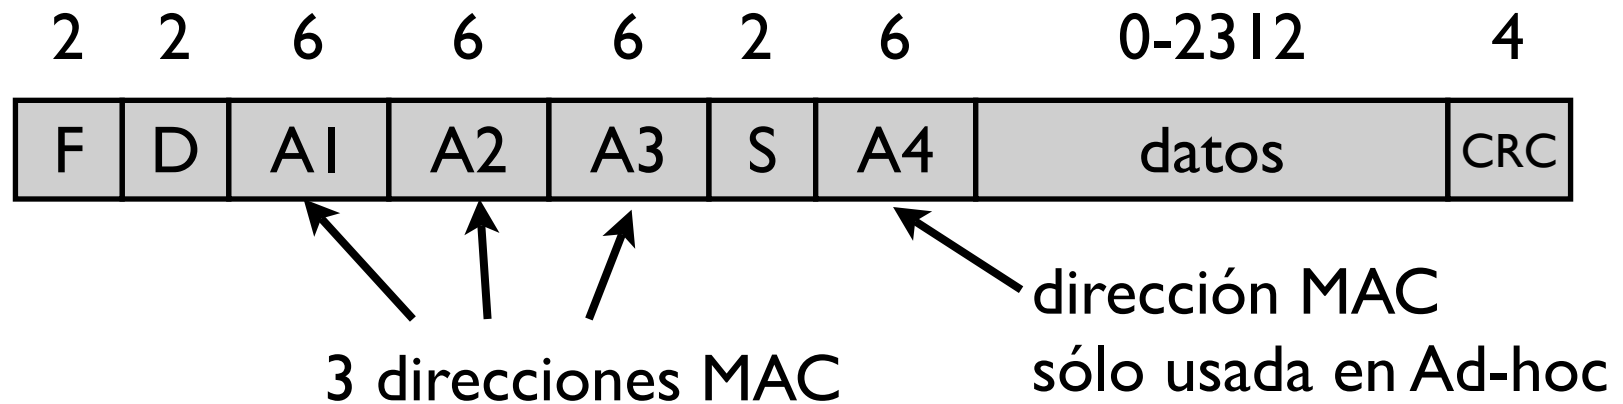 2 2 6 6 6 2 6 0-2312 4
F D A1 A2 A3 S A4 datos CRC
3 direcciones MAC
dirección MAC
sólo usada en Ad-hoc